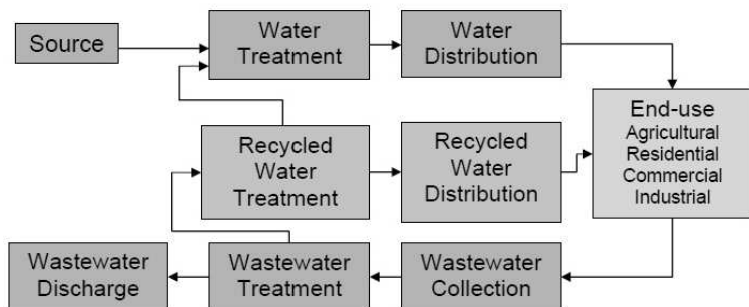 Source
Water
Treatment
Water
Distribution
End-use
Agricultural
Residential
Commercial
Industrial
Recycled
Water
Treatment
Recycled
Water
Distribution
Wastewater
Discharge
Wastewater
Treatment
Wastewater
Collection